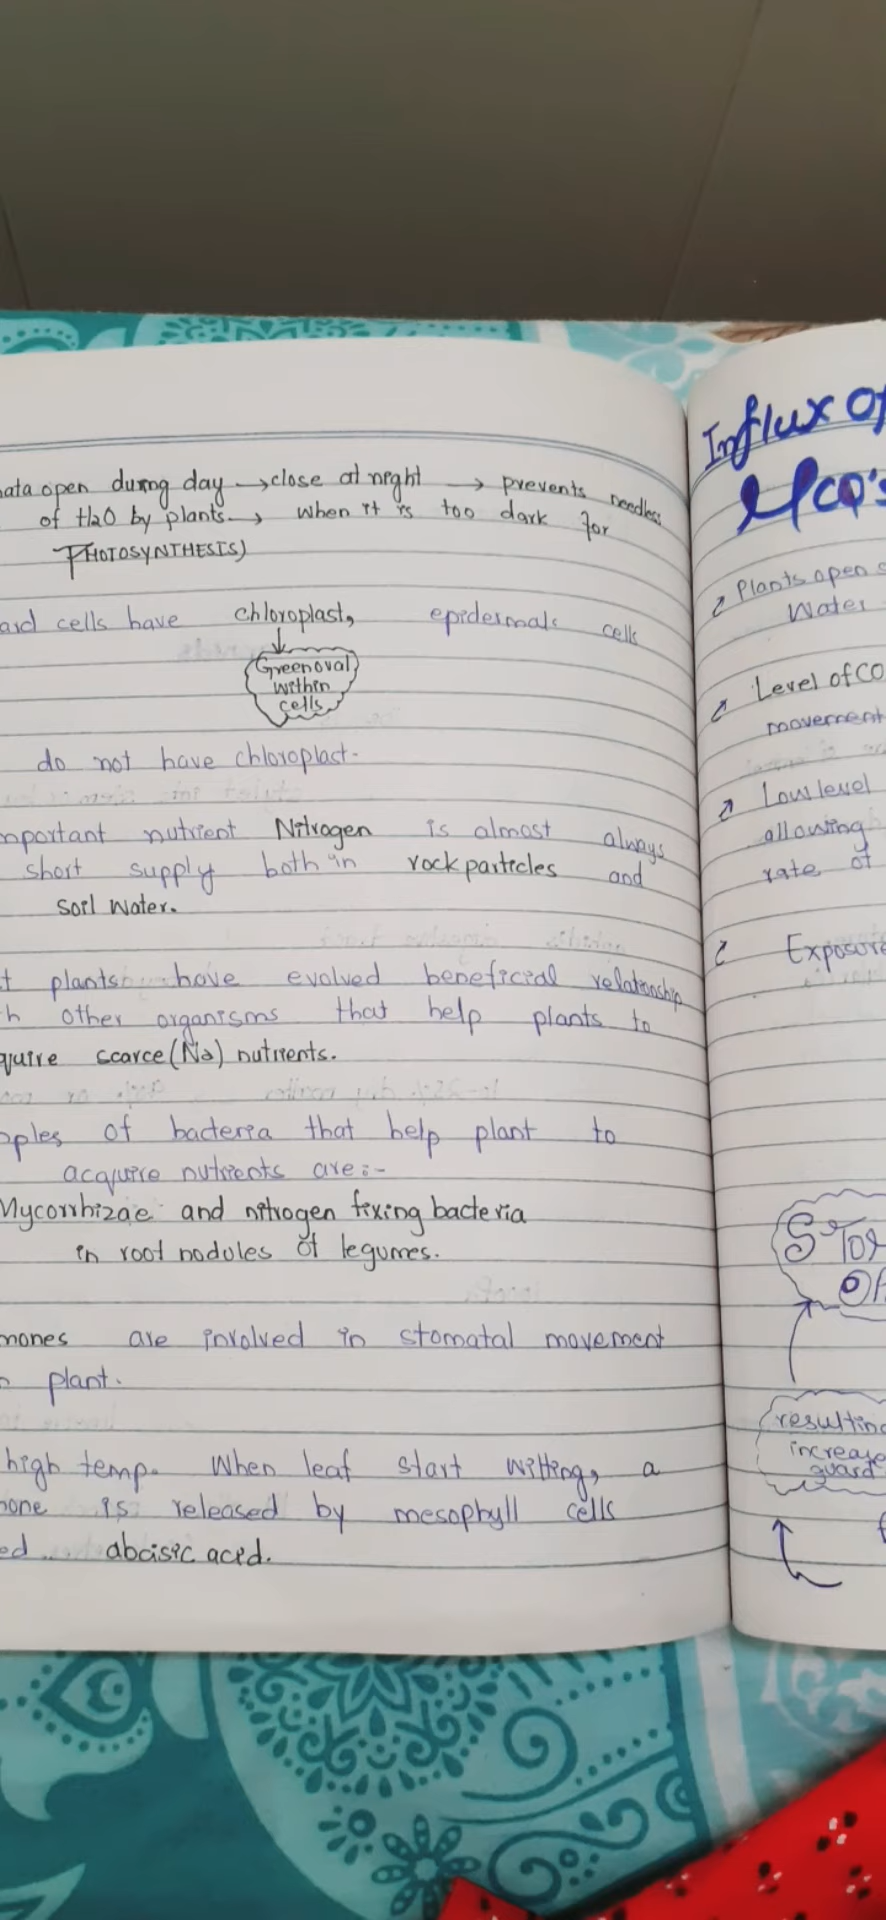 ata open during day → close at night → prevents needless
of H2O by plants → when it is too dark for
PHOTOSYNTHESIS)
ard cells have chloroplast, epidermals cells
Green oval
within
cells
do not have chloroplast.
mportant nutrient Nitrogen is almost always
short supply both in rock particles and
soil water.
t plants have evolved beneficial relationship
h other organisms that help plants to
quire scarce (Na) nutrients.
ples of bacteria that help plant to
acquire nutrients are:-
Mycorrhizae and nitrogen fixing bacteria
in root nodules of legumes.
mones are involved in stomatal movement
plant.
high temp. When leaf start wilting, a
mone is released by mesophyll cells
ed abcisic acid.
Influx of
Mcq's
Plants open
Water
Level of CO
movement
Low level
allowing
rate of
Exposure
resulting
increase
guard